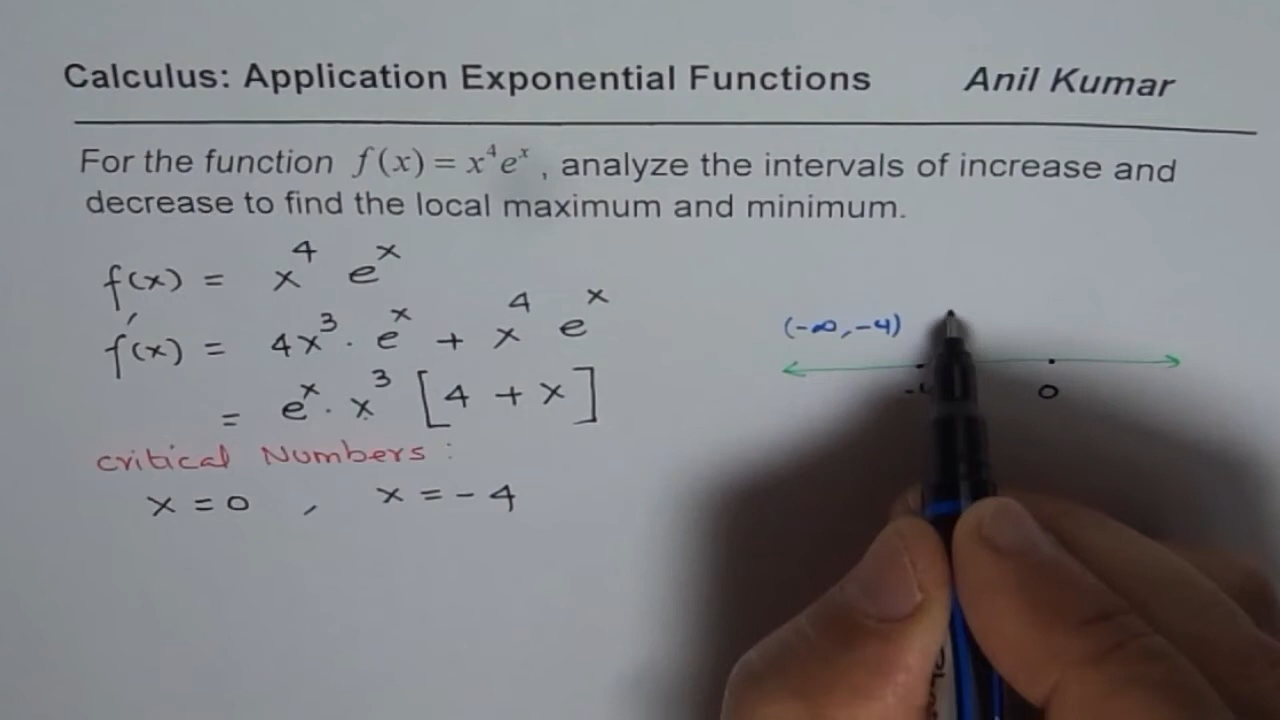 Calculus: Application Exponential Functions Anil Kumar
For the function f(x) = x⁴eˣ, analyze the intervals of increase and
decrease to find the local maximum and minimum.
f(x) = x⁴ eˣ
f'(x) = 4x³ · eˣ + x⁴ eˣ
= eˣ · x³ [4 + x]
Critical Numbers:
x = 0 , x = -4
(-∞, -4)
0